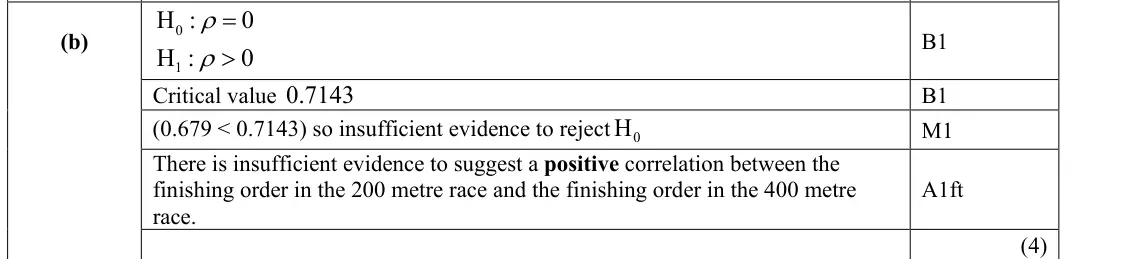 (b)
H₀ : ρ = 0
H₁ : ρ > 0
B1
Critical value 0.7143
B1
(0.679 < 0.7143) so insufficient evidence to reject H₀
M1
There is insufficient evidence to suggest a positive correlation between the
finishing order in the 200 metre race and the finishing order in the 400 metre
race.
A1ft
(4)